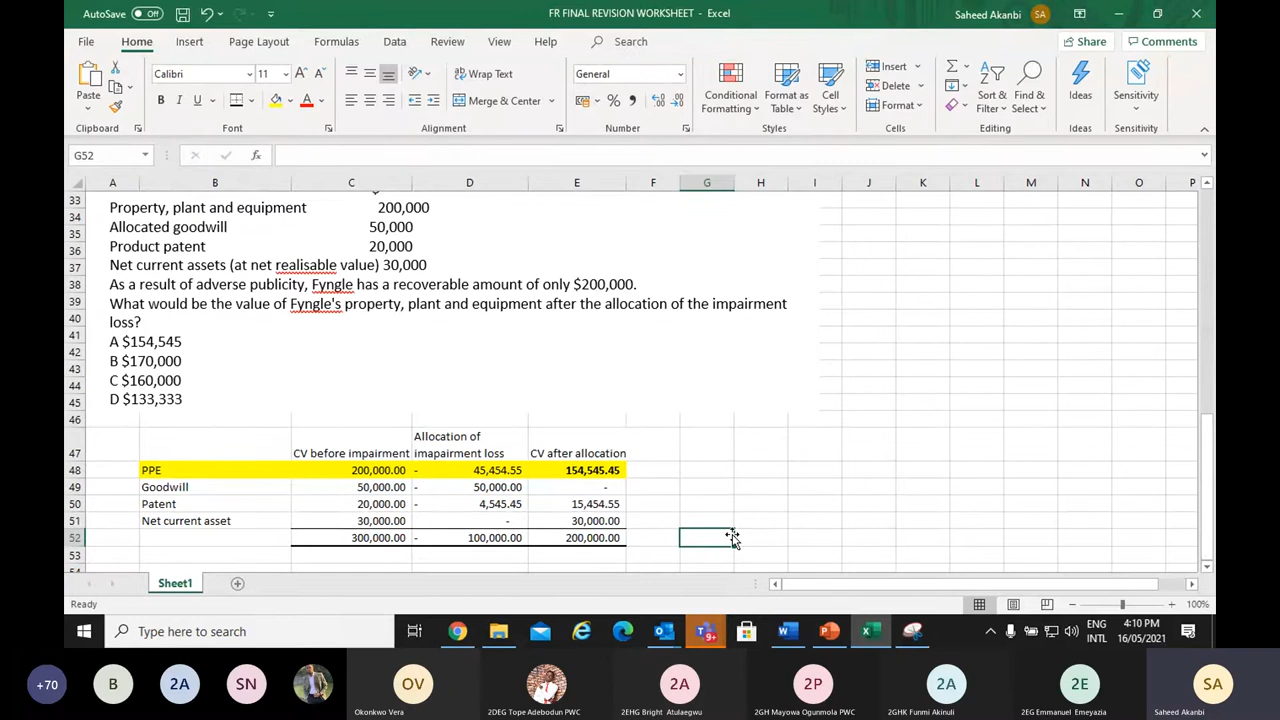 AutoSave Off
FR FINAL REVISION WORKSHEET - Excel
Saheed Akanbi SA
File Home Insert Page Layout Formulas Data Review View Help Search Share Comments
Paste
Calibri 11
B I U
Wrap Text
Merge & Center
General
Conditional Formatting
Format as Table
Cell Styles
Insert
Delete
Format
Sort & Filter
Find & Select
Ideas
Sensitivity
Clipboard Font Alignment Number Styles Cells Editing Ideas Sensitivity
G52 fx
A B C D E F G H I J K L M N O P
33 Property, plant and equipment 200,000
34
35 Allocated goodwill 50,000
36 Product patent 20,000
37 Net current assets (at net realisable value) 30,000
38 As a result of adverse publicity, Fyngle has a recoverable amount of only $200,000.
39 What would be the value of Fyngle's property, plant and equipment after the allocation of the impairment
40 loss?
41 A $154,545
42 B $170,000
43
44 C $160,000
45 D $133,333
46
47 CV before impairment Allocation of imapairment loss CV after allocation
48 PPE 200,000.00 - 45,454.55 154,545.45
49 Goodwill 50,000.00 - 50,000.00 -
50 Patent 20,000.00 - 4,545.45 15,454.55
51 Net current asset 30,000.00 - 30,000.00
52 300,000.00 - 100,000.00 200,000.00
53
Sheet1
Ready 100%
Type here to search
9+
ENG
INTL
4:10 PM
16/05/2021
+70 B 2A SN OV 2A 2P 2A 2E SA
Okonkwo Vera
2DEG Tope Adebodun PWC
2EHG Bright Atulaegwu
2GH Mayowa Ogunmola PWC
2GHK Funmi Akinuli
2EG Emmanuel Emeyazia
Saheed Akanbi